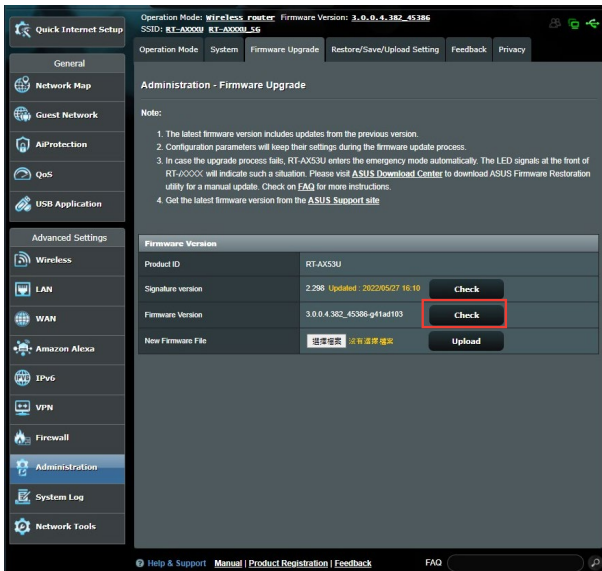 Quick Internet Setup
General
Network Map
Guest Network
AiProtection
QoS
USB Application
Advanced Settings
Wireless
LAN
WAN
Amazon Alexa
IPv6
VPN
Firewall
Administration
System Log
Network Tools
Operation Mode: Wireless router Firmware Version: 3.0.0.4.382_45386
SSID: RT-AXXXU RT-AXXXU_5G
Operation Mode System Firmware Upgrade Restore/Save/Upload Setting Feedback Privacy
Administration - Firmware Upgrade
Note:
1. The latest firmware version includes updates from the previous version.
2. Configuration parameters will keep their settings during the firmware update process.
3. In case the upgrade process fails, RT-AX53U enters the emergency mode automatically. The LED signals at the front of
RT-/XXXX will indicate such a situation. Please visit ASUS Download Center to download ASUS Firmware Restoration
utility for a manual update. Check on FAQ for more instructions.
4. Get the latest firmware version from the ASUS Support site
Firmware Version
Product ID RT-AX53U
Signature version 2.298 Updated : 2022/05/27 16:10 Check
Firmware Version 3.0.0.4.382_45386-g41ad103 Check
New Firmware File 選擇檔案 沒有選擇檔案 Upload
Help & Support Manual | Product Registration | Feedback FAQ